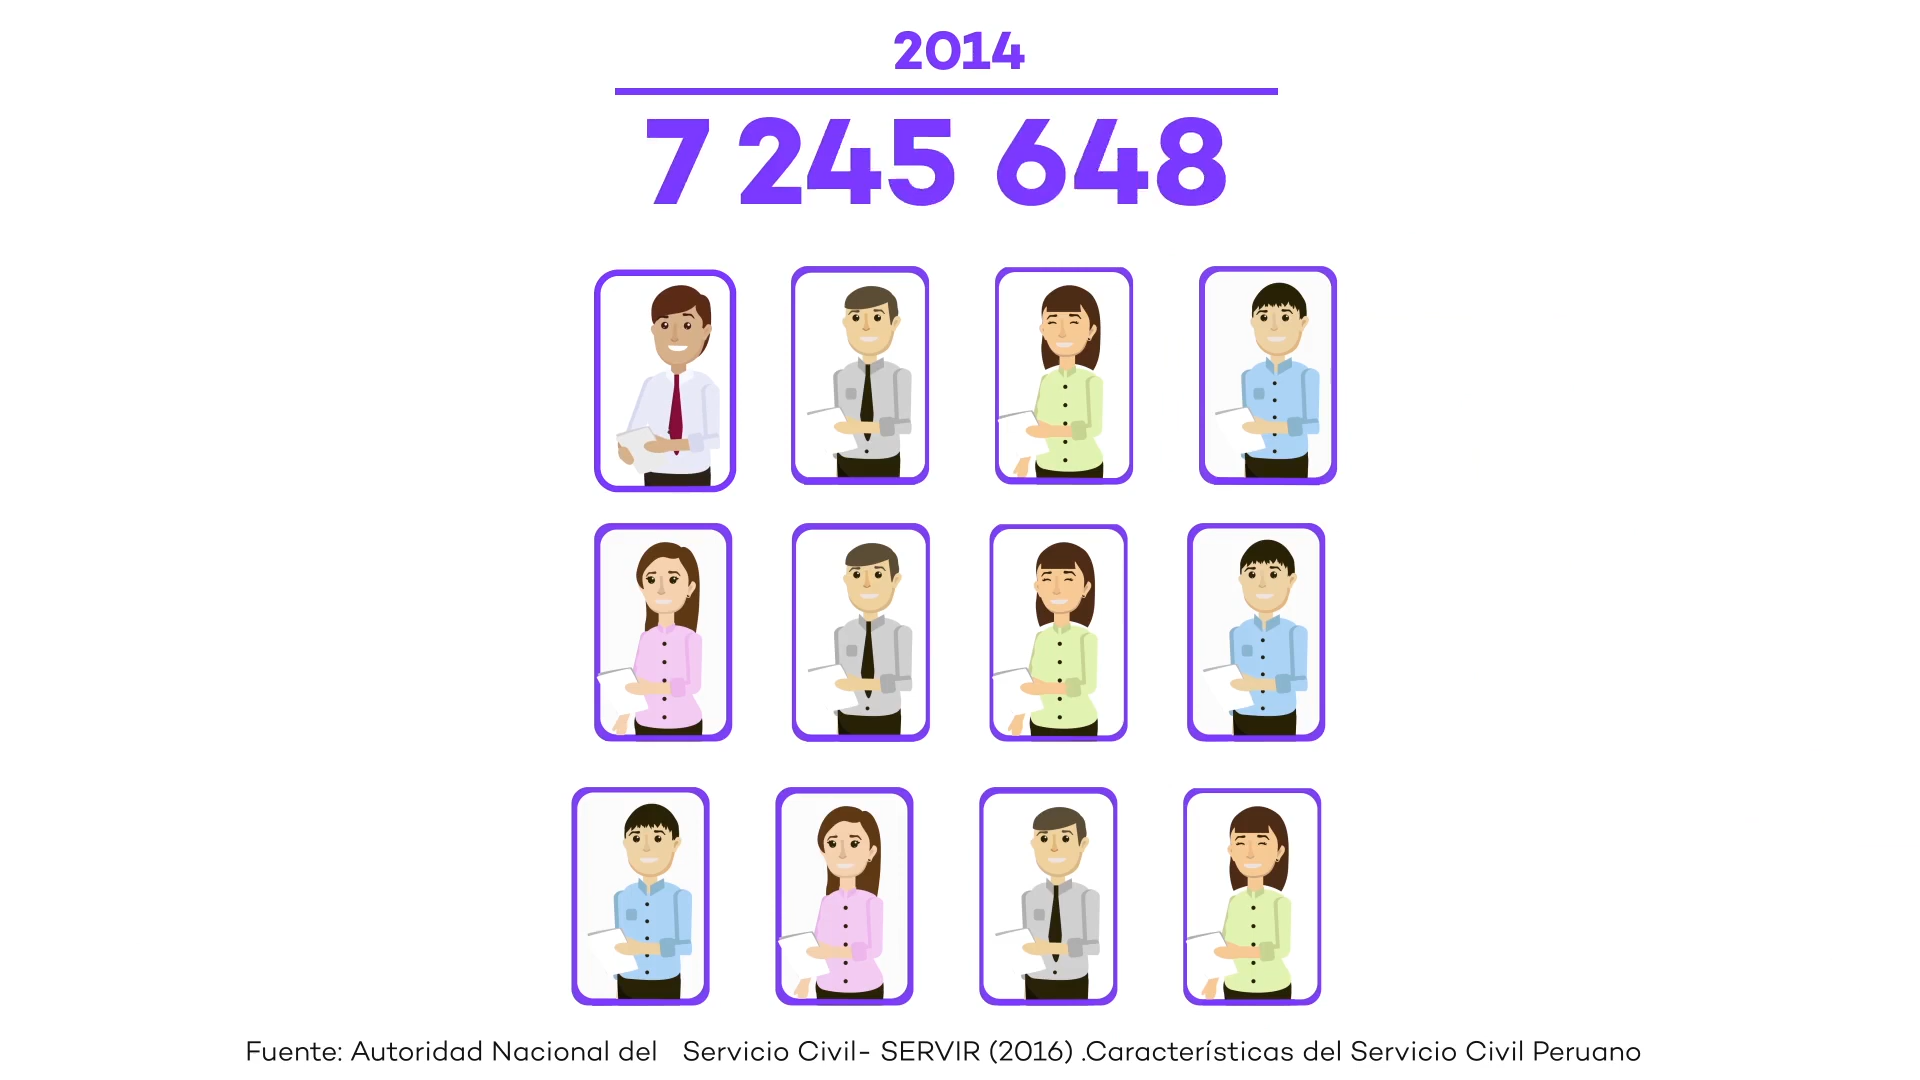 2014
7 245 648
Fuente: Autoridad Nacional del Servicio Civil- SERVIR (2016) .Características del Servicio Civil Peruano